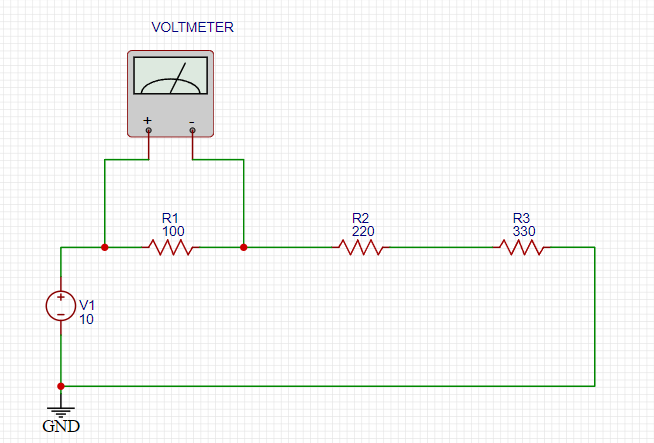 VOLTMETER
+ -
R1
100
R2
220
R3
330
+
V1
-
10
GND